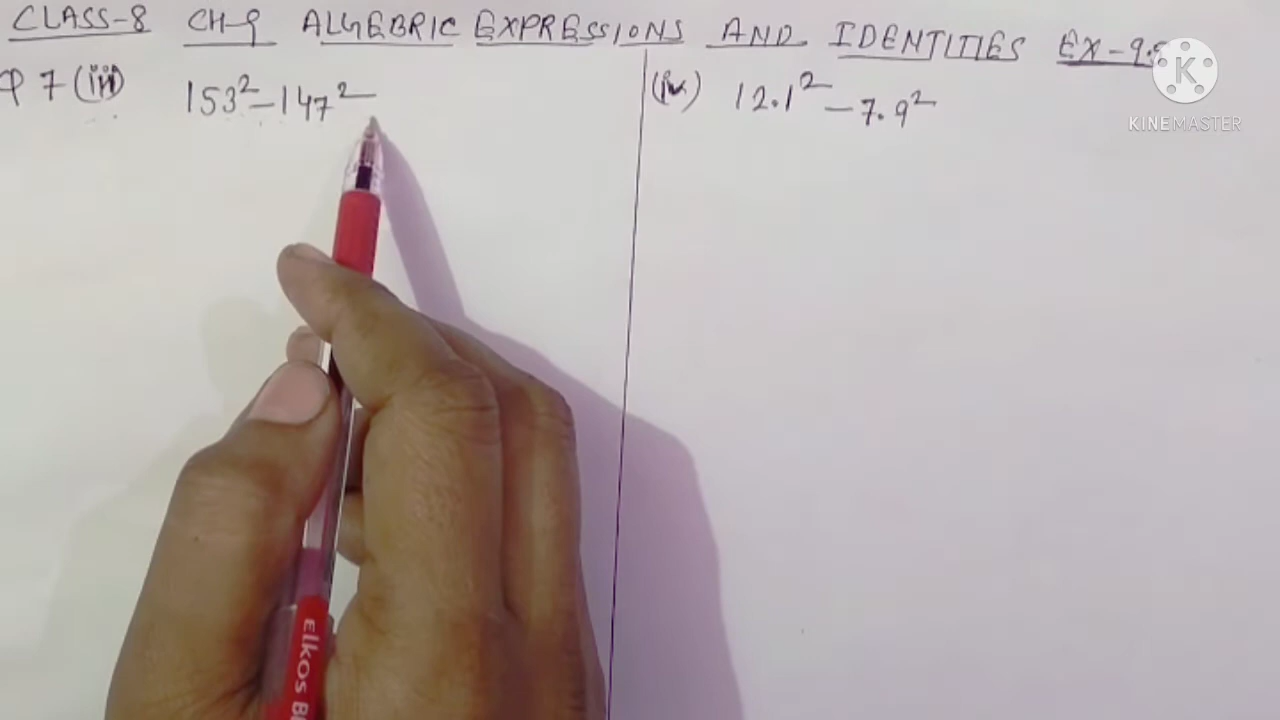 CLASS-8 CH-9 ALGEBRIC EXPRESSIONS AND IDENTITIES EX-9.5
Q 7 (iii) 153²-147² (iv) 12.1² - 7.9²
K
KINEMASTER
elkos